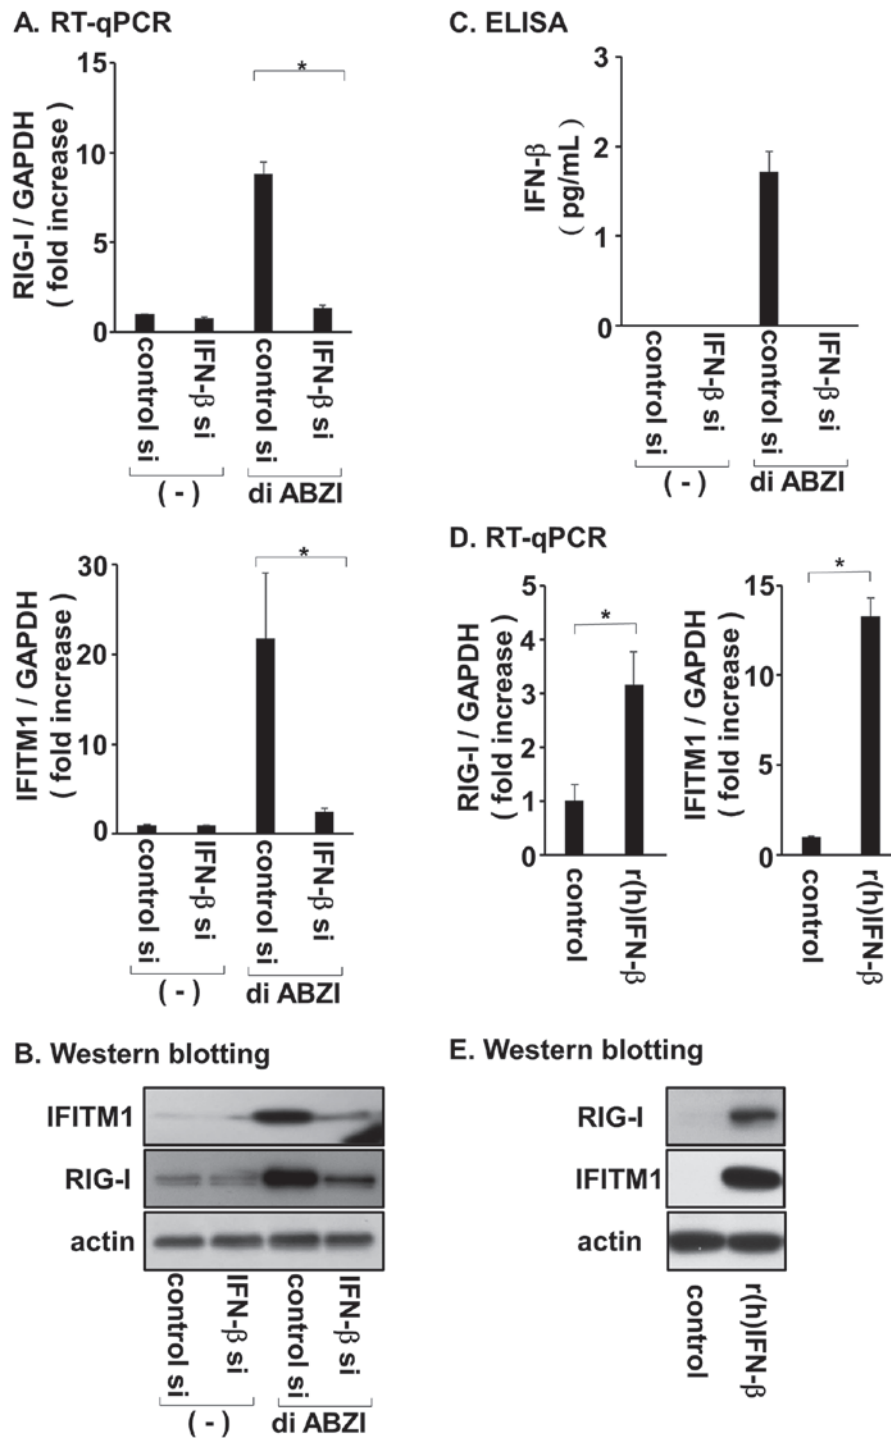 A. RT-qPCR
RIG-I / GAPDH
( fold increase )
15
10
5
0
*
control si
IFN-β si
control si
IFN-β si
( - )
di ABZI
IFITM1 / GAPDH
( fold increase )
30
20
10
0
*
control si
IFN-β si
control si
IFN-β si
( - )
di ABZI
B. Western blotting
IFITM1
RIG-I
actin
control si
IFN-β si
control si
IFN-β si
( - )
di ABZI
C. ELISA
IFN-β
( pg/mL )
3
2
1
0
control si
IFN-β si
control si
IFN-β si
( - )
di ABZI
D. RT-qPCR
RIG-I / GAPDH
( fold increase )
5
4
3
2
1
0
*
control
r(h)IFN-β
IFITM1 / GAPDH
( fold increase )
15
10
5
0
*
control
r(h)IFN-β
E. Western blotting
RIG-I
IFITM1
actin
control
r(h)IFN-β